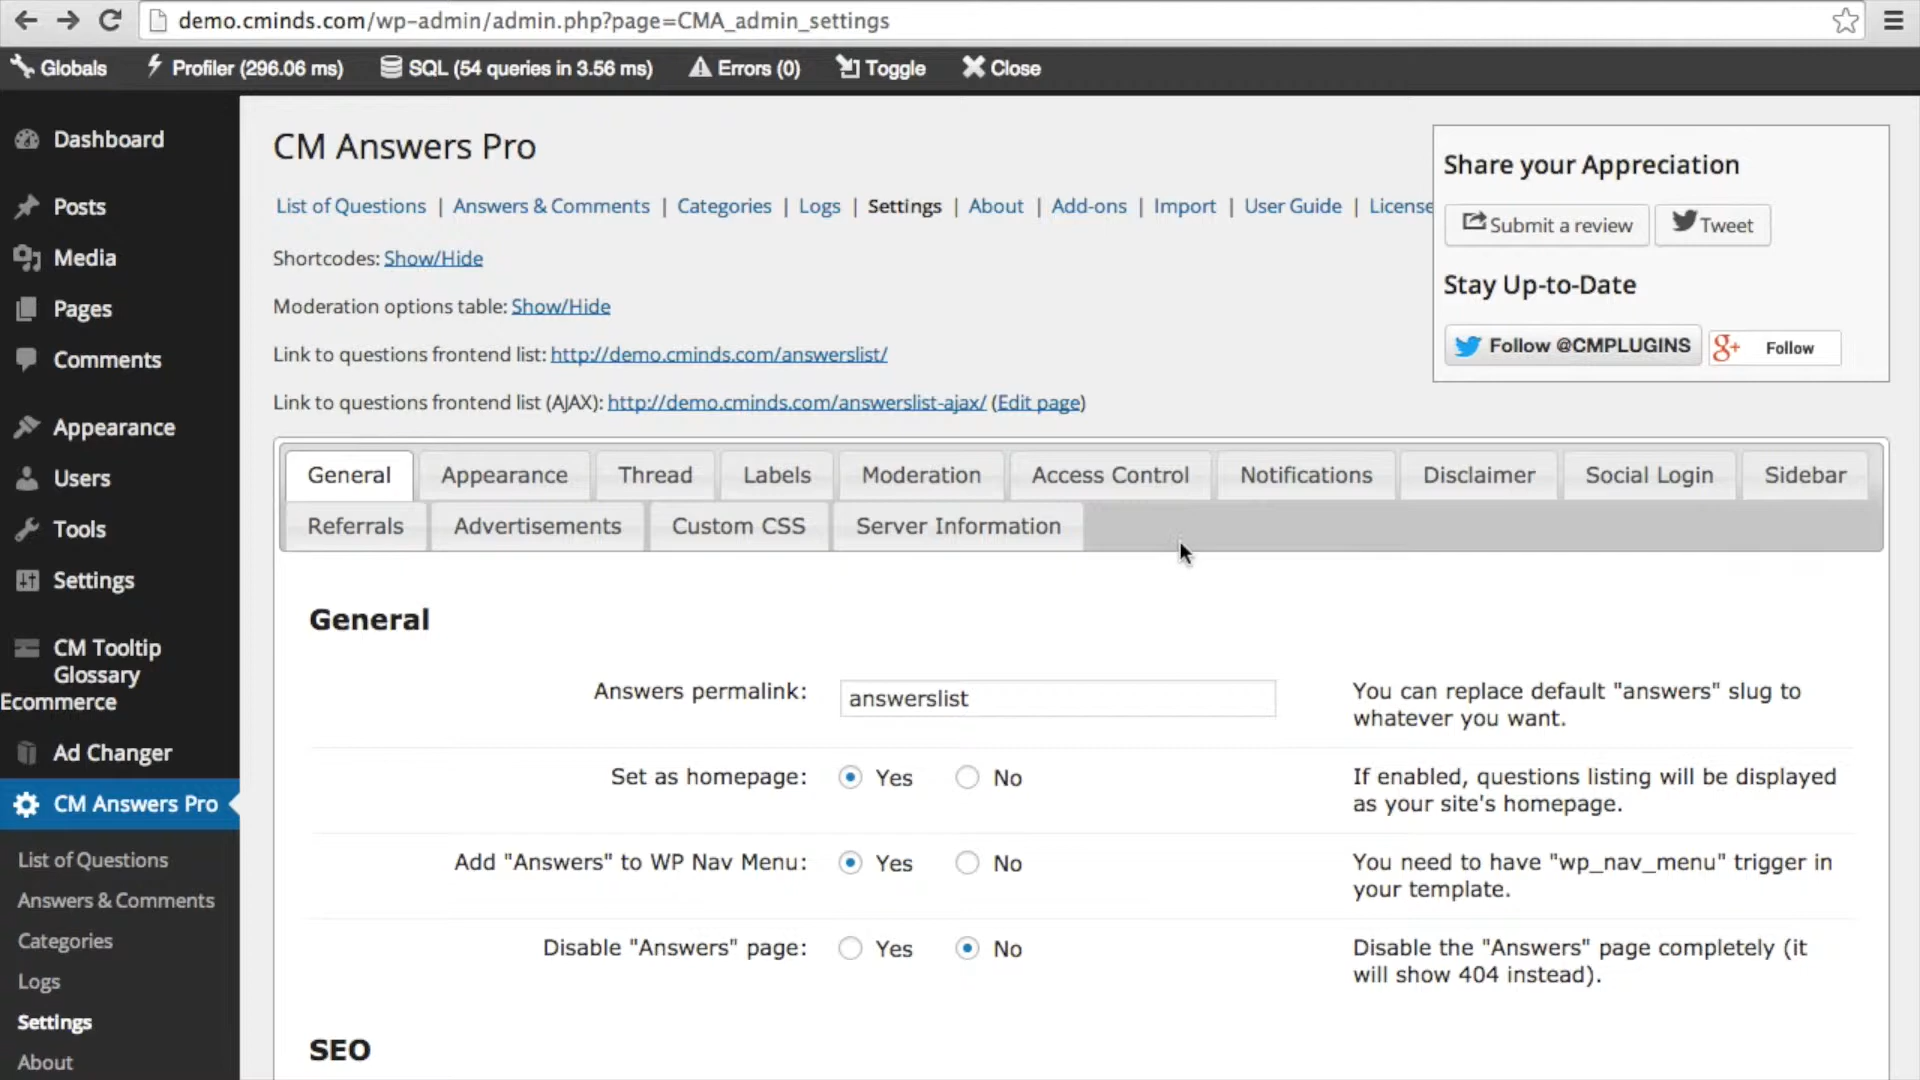 demo.cminds.com/wp-admin/admin.php?page=CMA_admin_settings
Globals Profiler (296.06 ms) SQL (54 queries in 3.56 ms) Errors (0) Toggle Close
Dashboard
Posts
Media
Pages
Comments
Appearance
Users
Tools
Settings
CM Tooltip
Glossary
Ecommerce
Ad Changer
CM Answers Pro
List of Questions
Answers & Comments
Categories
Logs
Settings
About
CM Answers Pro
List of Questions | Answers & Comments | Categories | Logs | Settings | About | Add-ons | Import | User Guide | License
Shortcodes: Show/Hide
Moderation options table: Show/Hide
Link to questions frontend list: http://demo.cminds.com/answerslist/
Link to questions frontend list (AJAX): http://demo.cminds.com/answerslist-ajax/ (Edit page)
Share your Appreciation
Submit a review Tweet
Stay Up-to-Date
Follow @CMPLUGINS g+ Follow
General Appearance Thread Labels Moderation Access Control Notifications Disclaimer Social Login Sidebar
Referrals Advertisements Custom CSS Server Information
General
Answers permalink: answerslist
You can replace default "answers" slug to
whatever you want.
Set as homepage: Yes No
If enabled, questions listing will be displayed
as your site's homepage.
Add "Answers" to WP Nav Menu: Yes No
You need to have "wp_nav_menu" trigger in
your template.
Disable "Answers" page: Yes No
Disable the "Answers" page completely (it
will show 404 instead).
SEO